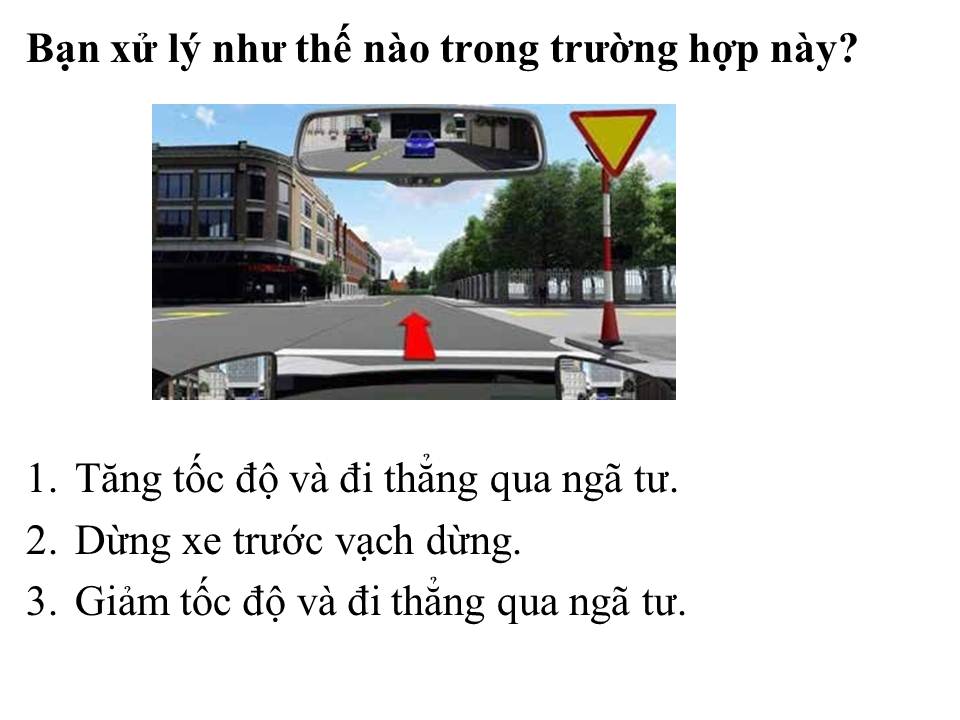 Bạn xử lý như thế nào trong trường hợp này?
1. Tăng tốc độ và đi thẳng qua ngã tư.
2. Dừng xe trước vạch dừng.
3. Giảm tốc độ và đi thẳng qua ngã tư.